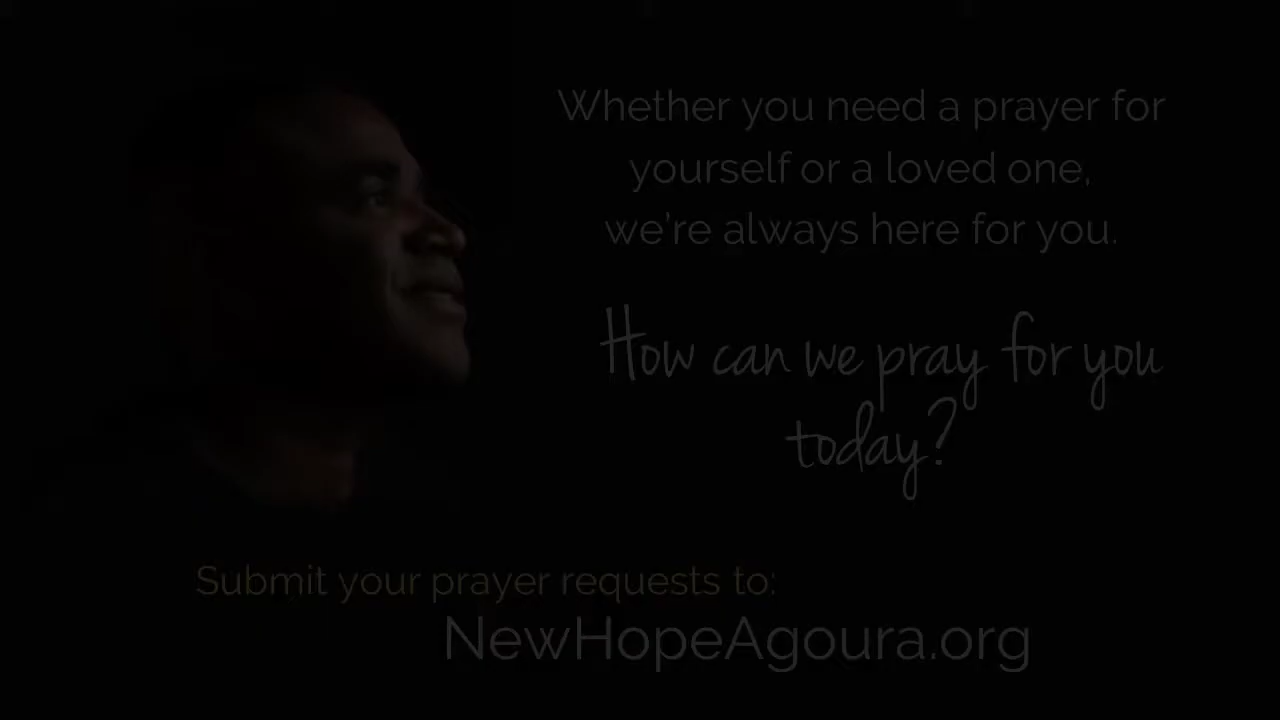 Whether you need a prayer for
yourself or a loved one,
we're always here for you.
How can we pray for you
today?
Submit your prayer requests to:
NewHopeAgoura.org